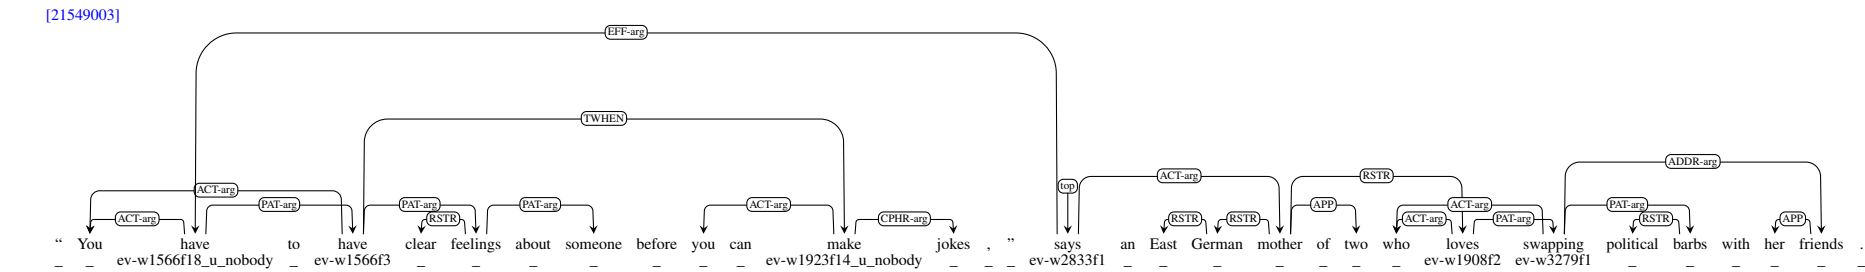 [21549003]
EFF-arg
TWHEN
ADDR-arg
top ACT-arg RSTR
ACT-arg
PAT-arg PAT-arg PAT-arg ACT-arg APP ACT-arg PAT-arg
ACT-arg RSTR CPHR-arg RSTR RSTR ACT-arg PAT-arg RSTR APP
“ You have to have clear feelings about someone before you can make jokes , ” says an East German mother of two who loves swapping political barbs with her friends .
_ _ ev-w1566f18_u_nobody _ ev-w1566f3 _ _ _ _ _ _ _ ev-w1923f14_u_nobody _ _ _ ev-w2833f1 _ _ _ _ _ _ _ ev-w1908f2 ev-w3279f1 _ _ _ _ _ _